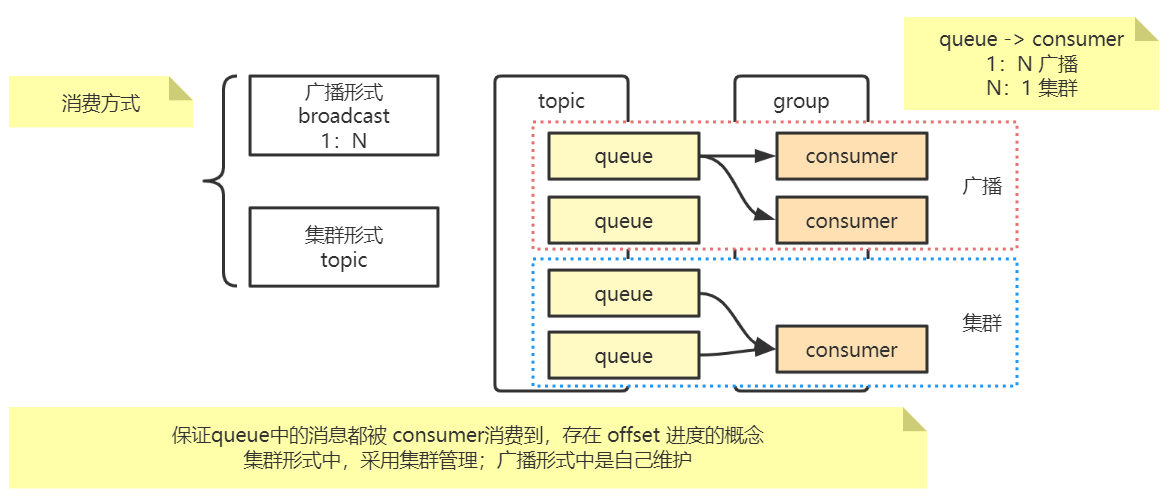 消费方式
广播形式
broadcast
1：N
集群形式
topic
topic
group
queue -> consumer
1：N 广播
N：1 集群
queue
consumer
广播
queue
consumer
queue
集群
queue
consumer
保证queue中的消息都被 consumer消费到，存在 offset 进度的概念
集群形式中，采用集群管理；广播形式中是自己维护